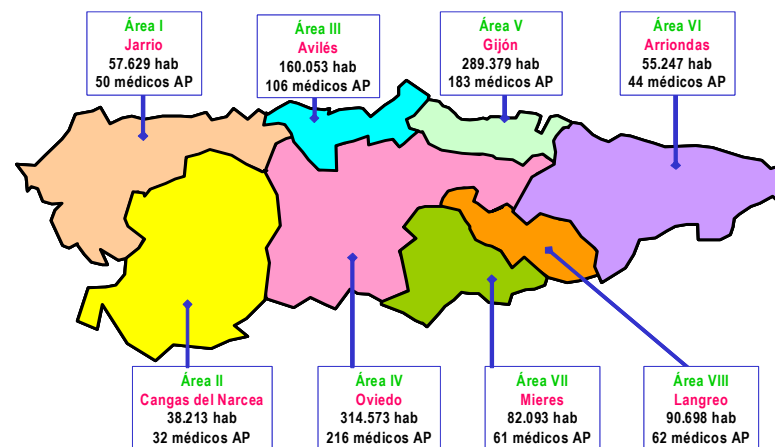 Área I
Jarrio
57.629 hab
50 médicos AP
Área III
Avilés
160.053 hab
106 médicos AP
Área V
Gijón
289.379 hab
183 médicos AP
Área VI
Arriondas
55.247 hab
44 médicos AP
Área II
Cangas del Narcea
38.213 hab
32 médicos AP
Área IV
Oviedo
314.573 hab
216 médicos AP
Área VII
Mieres
82.093 hab
61 médicos AP
Área VIII
Langreo
90.698 hab
62 médicos AP